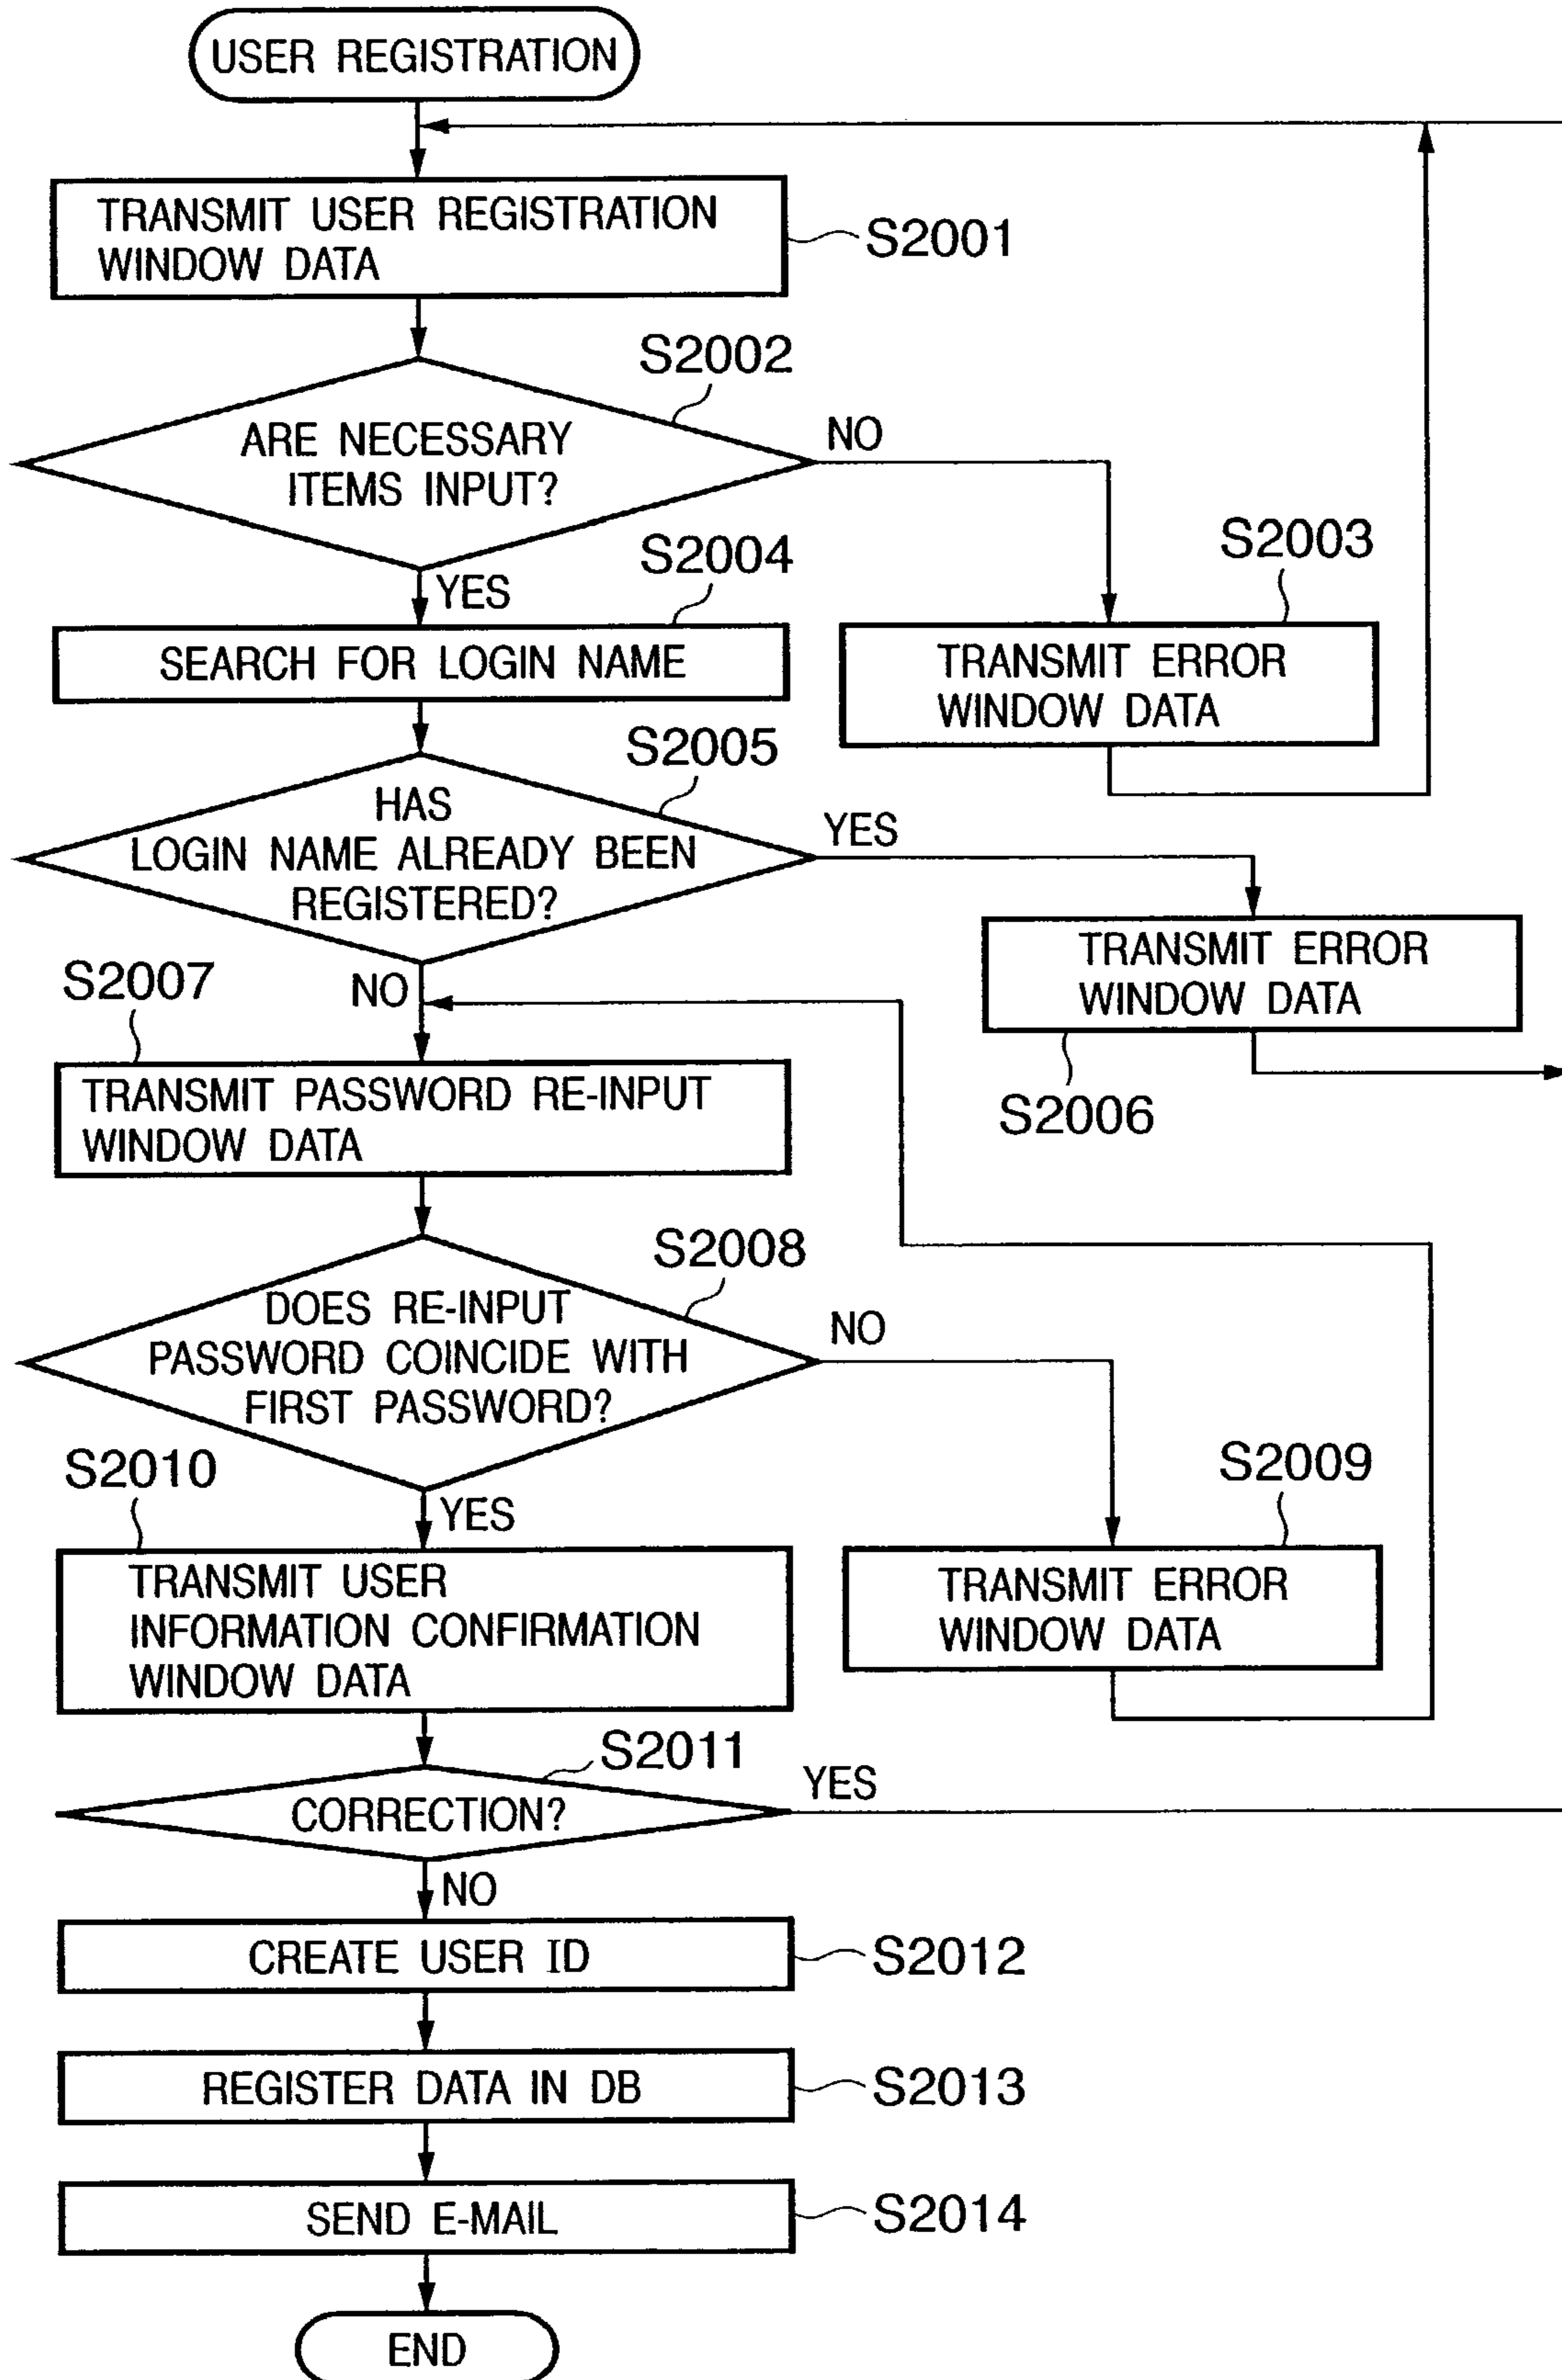 USER REGISTRATION
TRANSMIT USER REGISTRATION
WINDOW DATA
S2001
S2002
ARE NECESSARY
ITEMS INPUT?
NO
YES
S2003
TRANSMIT ERROR
WINDOW DATA
S2004
SEARCH FOR LOGIN NAME
S2005
HAS
LOGIN NAME ALREADY BEEN
REGISTERED?
YES
NO
TRANSMIT ERROR
WINDOW DATA
S2006
S2007
TRANSMIT PASSWORD RE-INPUT
WINDOW DATA
S2008
DOES RE-INPUT
PASSWORD COINCIDE WITH
FIRST PASSWORD?
NO
YES
S2009
TRANSMIT ERROR
WINDOW DATA
S2010
TRANSMIT USER
INFORMATION CONFIRMATION
WINDOW DATA
S2011
CORRECTION?
YES
NO
CREATE USER ID
S2012
REGISTER DATA IN DB
S2013
SEND E-MAIL
S2014
END